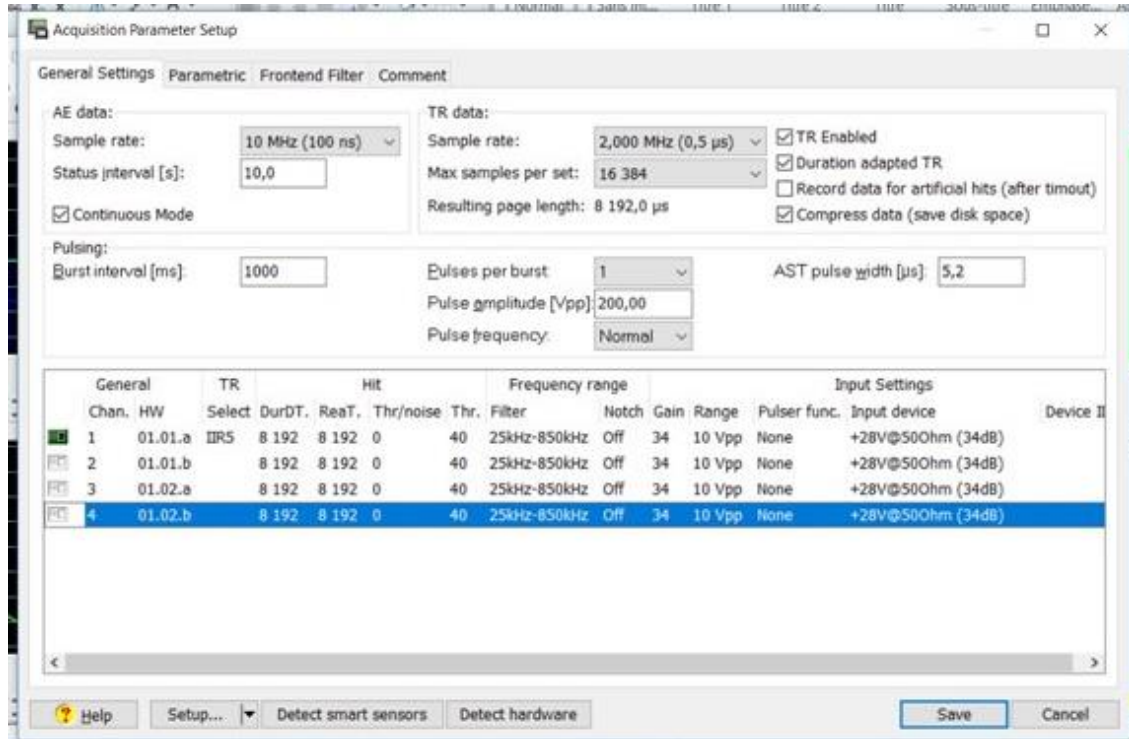 Normal
Titre 1
Titre 2
Titre
Sous-titre
Acquisition Parameter Setup
General Settings Parametric Frontend Filter Comment
AE data: TR data:
Sample rate: 10 MHz (100 ns) Sample rate: 2,000 MHz (0,5 µs) TR Enabled
Status interval [s]: 10,0 Max samples per set: 16 384 Duration adapted TR
Record data for artificial hits (after timout)
Continuous Mode Resulting page length: 8 192,0 µs Compress data (save disk space)
Pulsing:
Burst interval [ms]: 1000 Pulses per burst 1 AST pulse width [µs]: 5,2
Pulse amplitude [Vpp]: 200,00
Pulse frequency: Normal
General TR Hit Frequency range Input Settings
Chan. HW Select DurDT. ReaT. Thr/noise Thr. Filter Notch Gain Range Pulser func. Input device Device I
1 01.01.a IIR5 8 192 8 192 0 40 25kHz-850kHz Off 34 10 Vpp None +28V@50Ohm (34dB)
2 01.01.b 8 192 8 192 0 40 25kHz-850kHz Off 34 10 Vpp None +28V@50Ohm (34dB)
3 01.02.a 8 192 8 192 0 40 25kHz-850kHz Off 34 10 Vpp None +28V@50Ohm (34dB)
4 01.02.b 8 192 8 192 0 40 25kHz-850kHz Off 34 10 Vpp None +28V@50Ohm (34dB)
Help Setup... Detect smart sensors Detect hardware Save Cancel